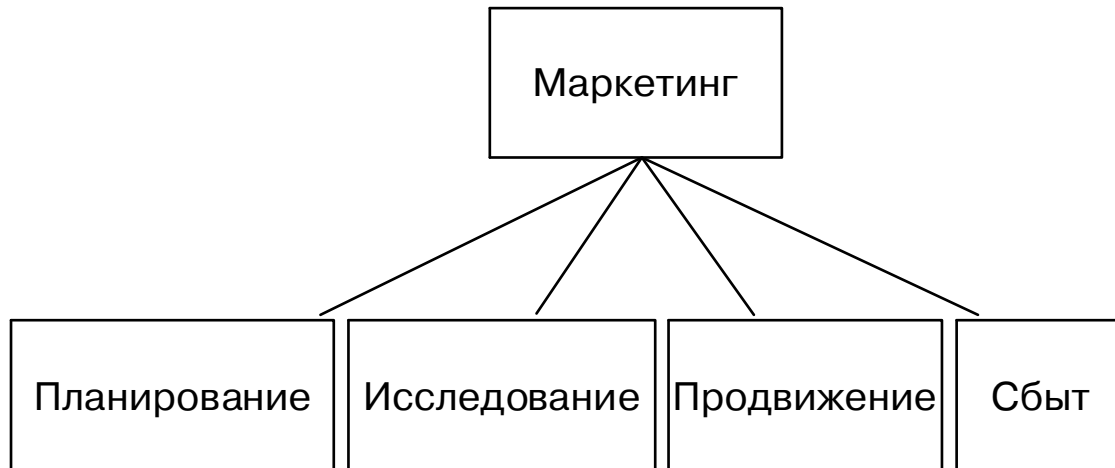 Маркетинг
Планирование
Исследование
Продвижение
Сбыт